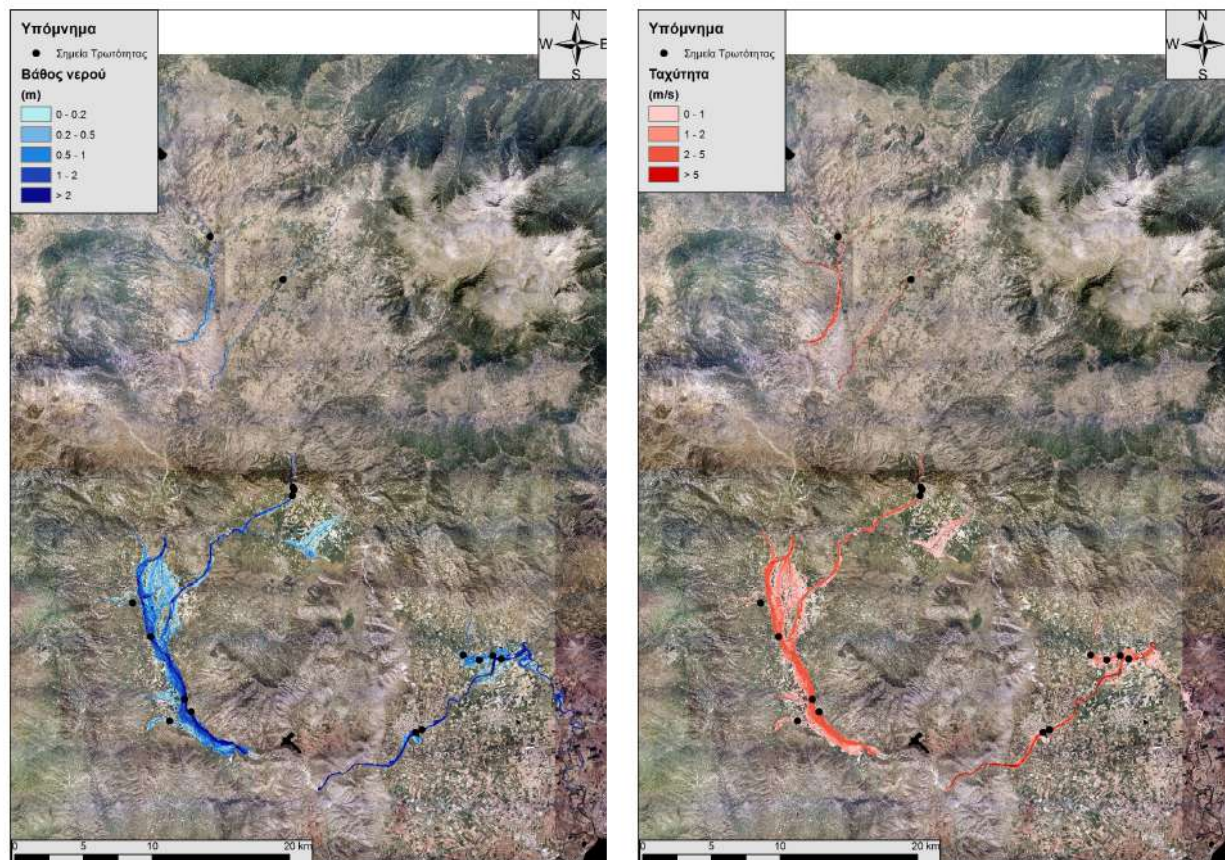 Υπόμνημα
Σημεία Τρωτότητας
Βάθος νερού
(m)
0 - 0.2
0.2 - 0.5
0.5 - 1
1 - 2
> 2
N
W E
S
0 5 10 20 km
Υπόμνημα
Σημεία Τρωτότητας
Ταχύτητα
(m/s)
0 - 1
1 - 2
2 - 5
> 5
N
W E
S
0 5 10 20 km